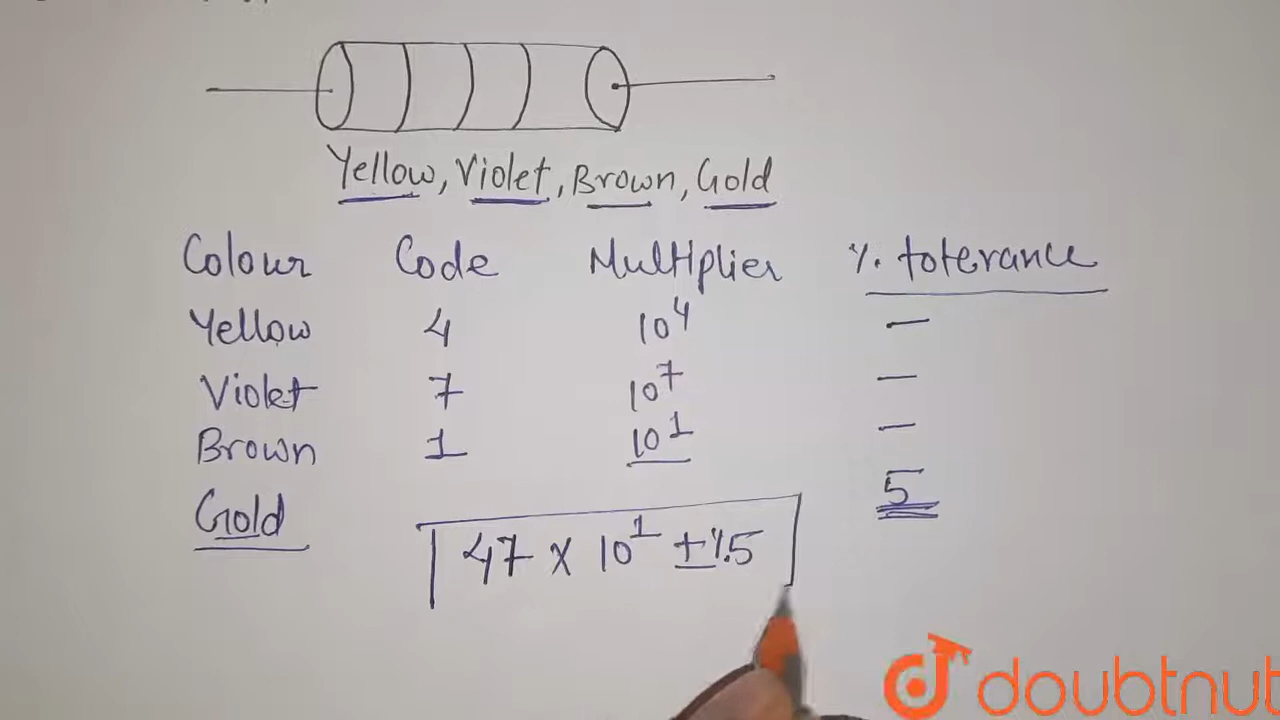 Yellow, Violet, Brown, Gold
Colour Code Multiplier % tolerance
Yellow 4 10^4 —
Violet 7 10^7 —
Brown 1 10^1 —
Gold 5
47 x 10^1 ± %5
doubtnut